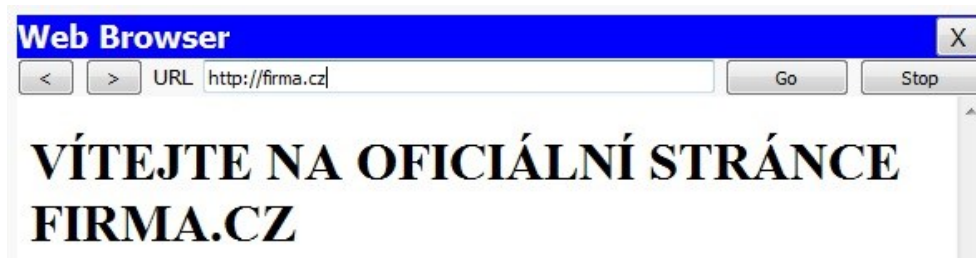 Web Browser X
< > URL http://firma.cz Go Stop
VÍTEJTE NA OFICIÁLNÍ STRÁNCE
FIRMA.CZ